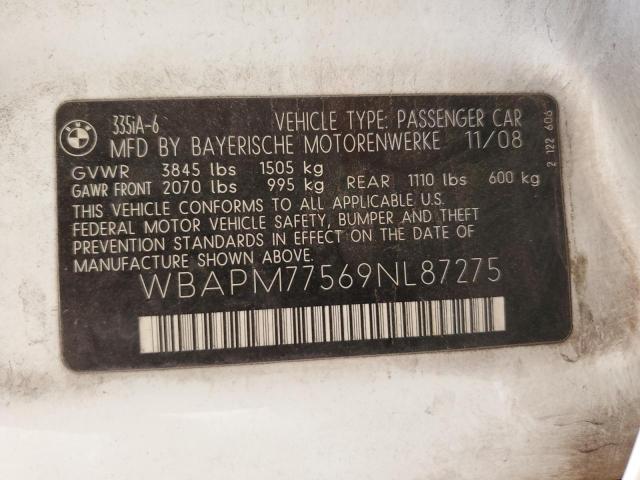 BMW
335iA-6 VEHICLE TYPE: PASSENGER CAR
MFD BY BAYERISCHE MOTORENWERKE 11/08
GVWR 3845 lbs 1505 kg
GAWR FRONT 2070 lbs 995 kg REAR 1110 lbs 600 kg
THIS VEHICLE CONFORMS TO ALL APPLICABLE U.S.
FEDERAL MOTOR VEHICLE SAFETY, BUMPER AND THEFT
PREVENTION STANDARDS IN EFFECT ON THE DATE OF
MANUFACTURE SHOWN ABOVE.
WBAPM77569NL87275
2 122 606